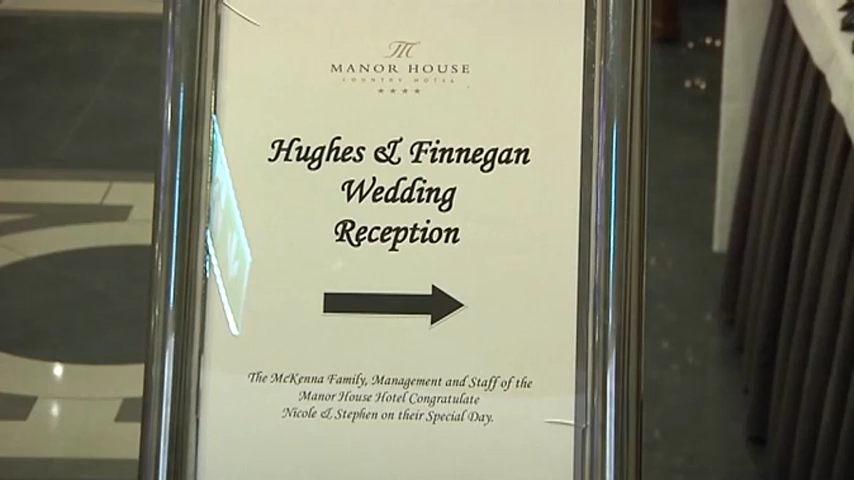 MANOR HOUSE
COUNTRY HOTEL
Hughes & Finnegan
Wedding
Reception
The McKenna Family, Management and Staff of the
Manor House Hotel Congratulate
Nicole & Stephen on their Special Day.